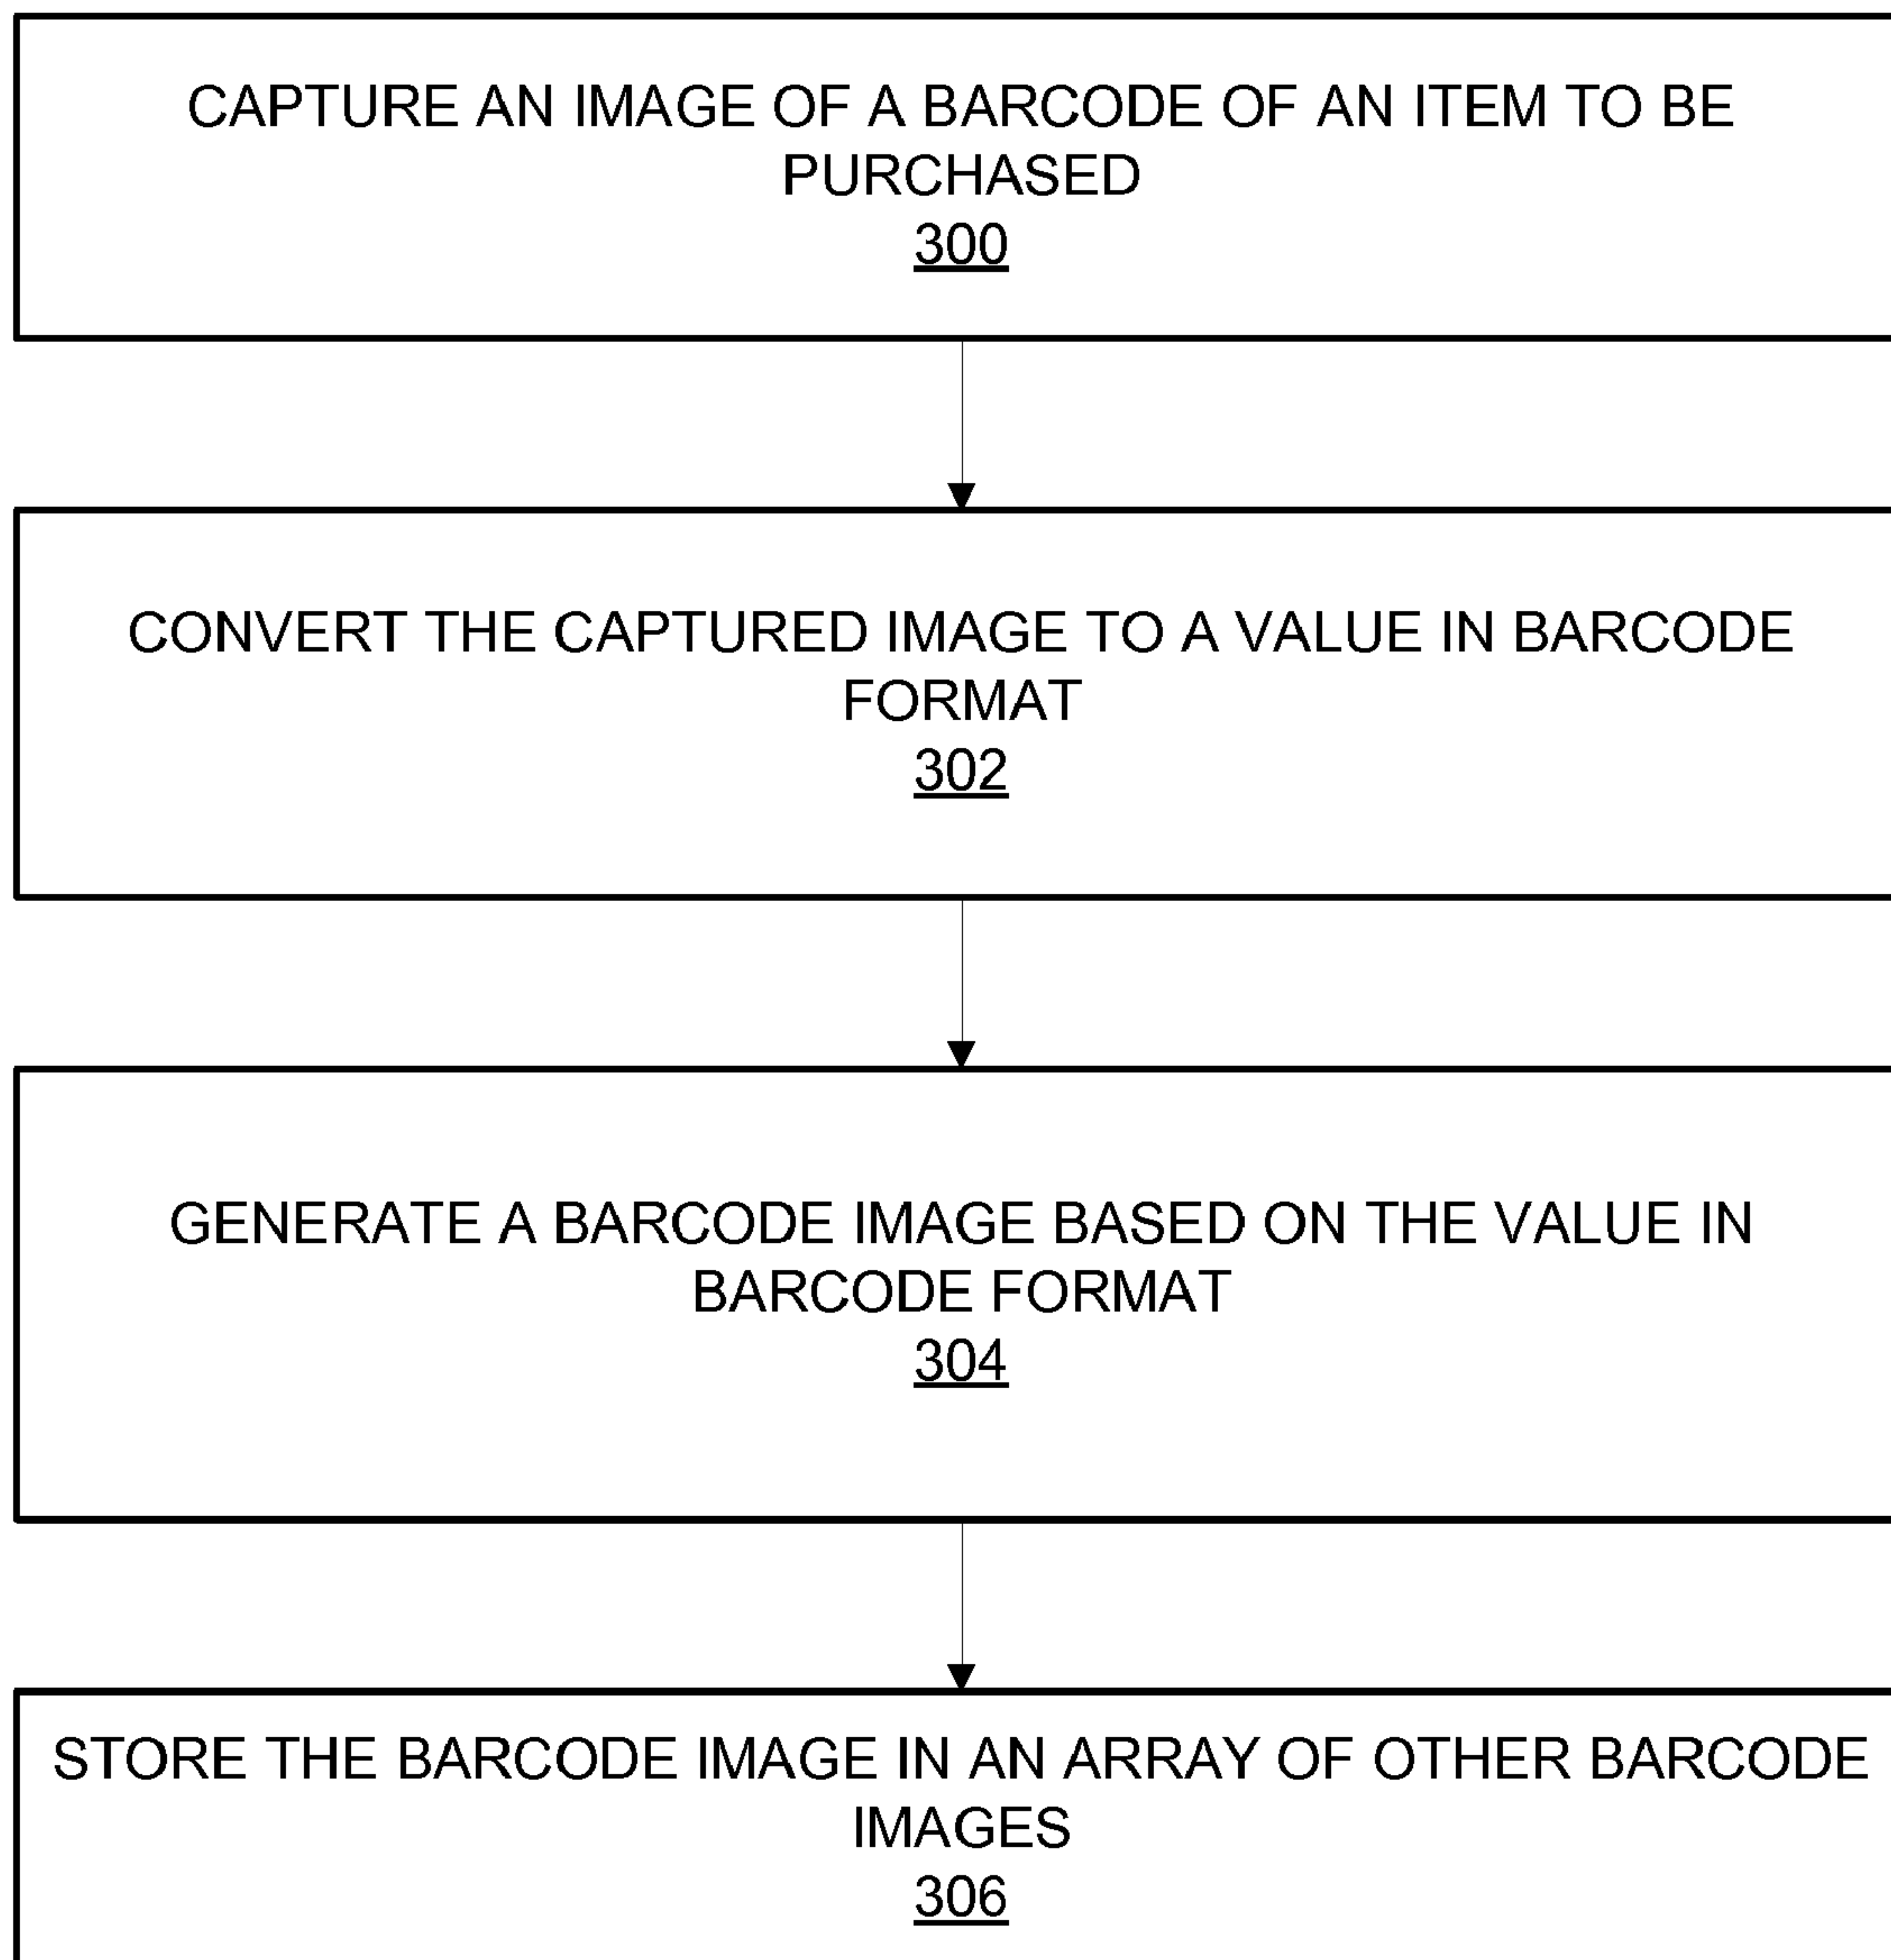 CAPTURE AN IMAGE OF A BARCODE OF AN ITEM TO BE
PURCHASED
300
CONVERT THE CAPTURED IMAGE TO A VALUE IN BARCODE
FORMAT
302
GENERATE A BARCODE IMAGE BASED ON THE VALUE IN
BARCODE FORMAT
304
STORE THE BARCODE IMAGE IN AN ARRAY OF OTHER BARCODE
IMAGES
306